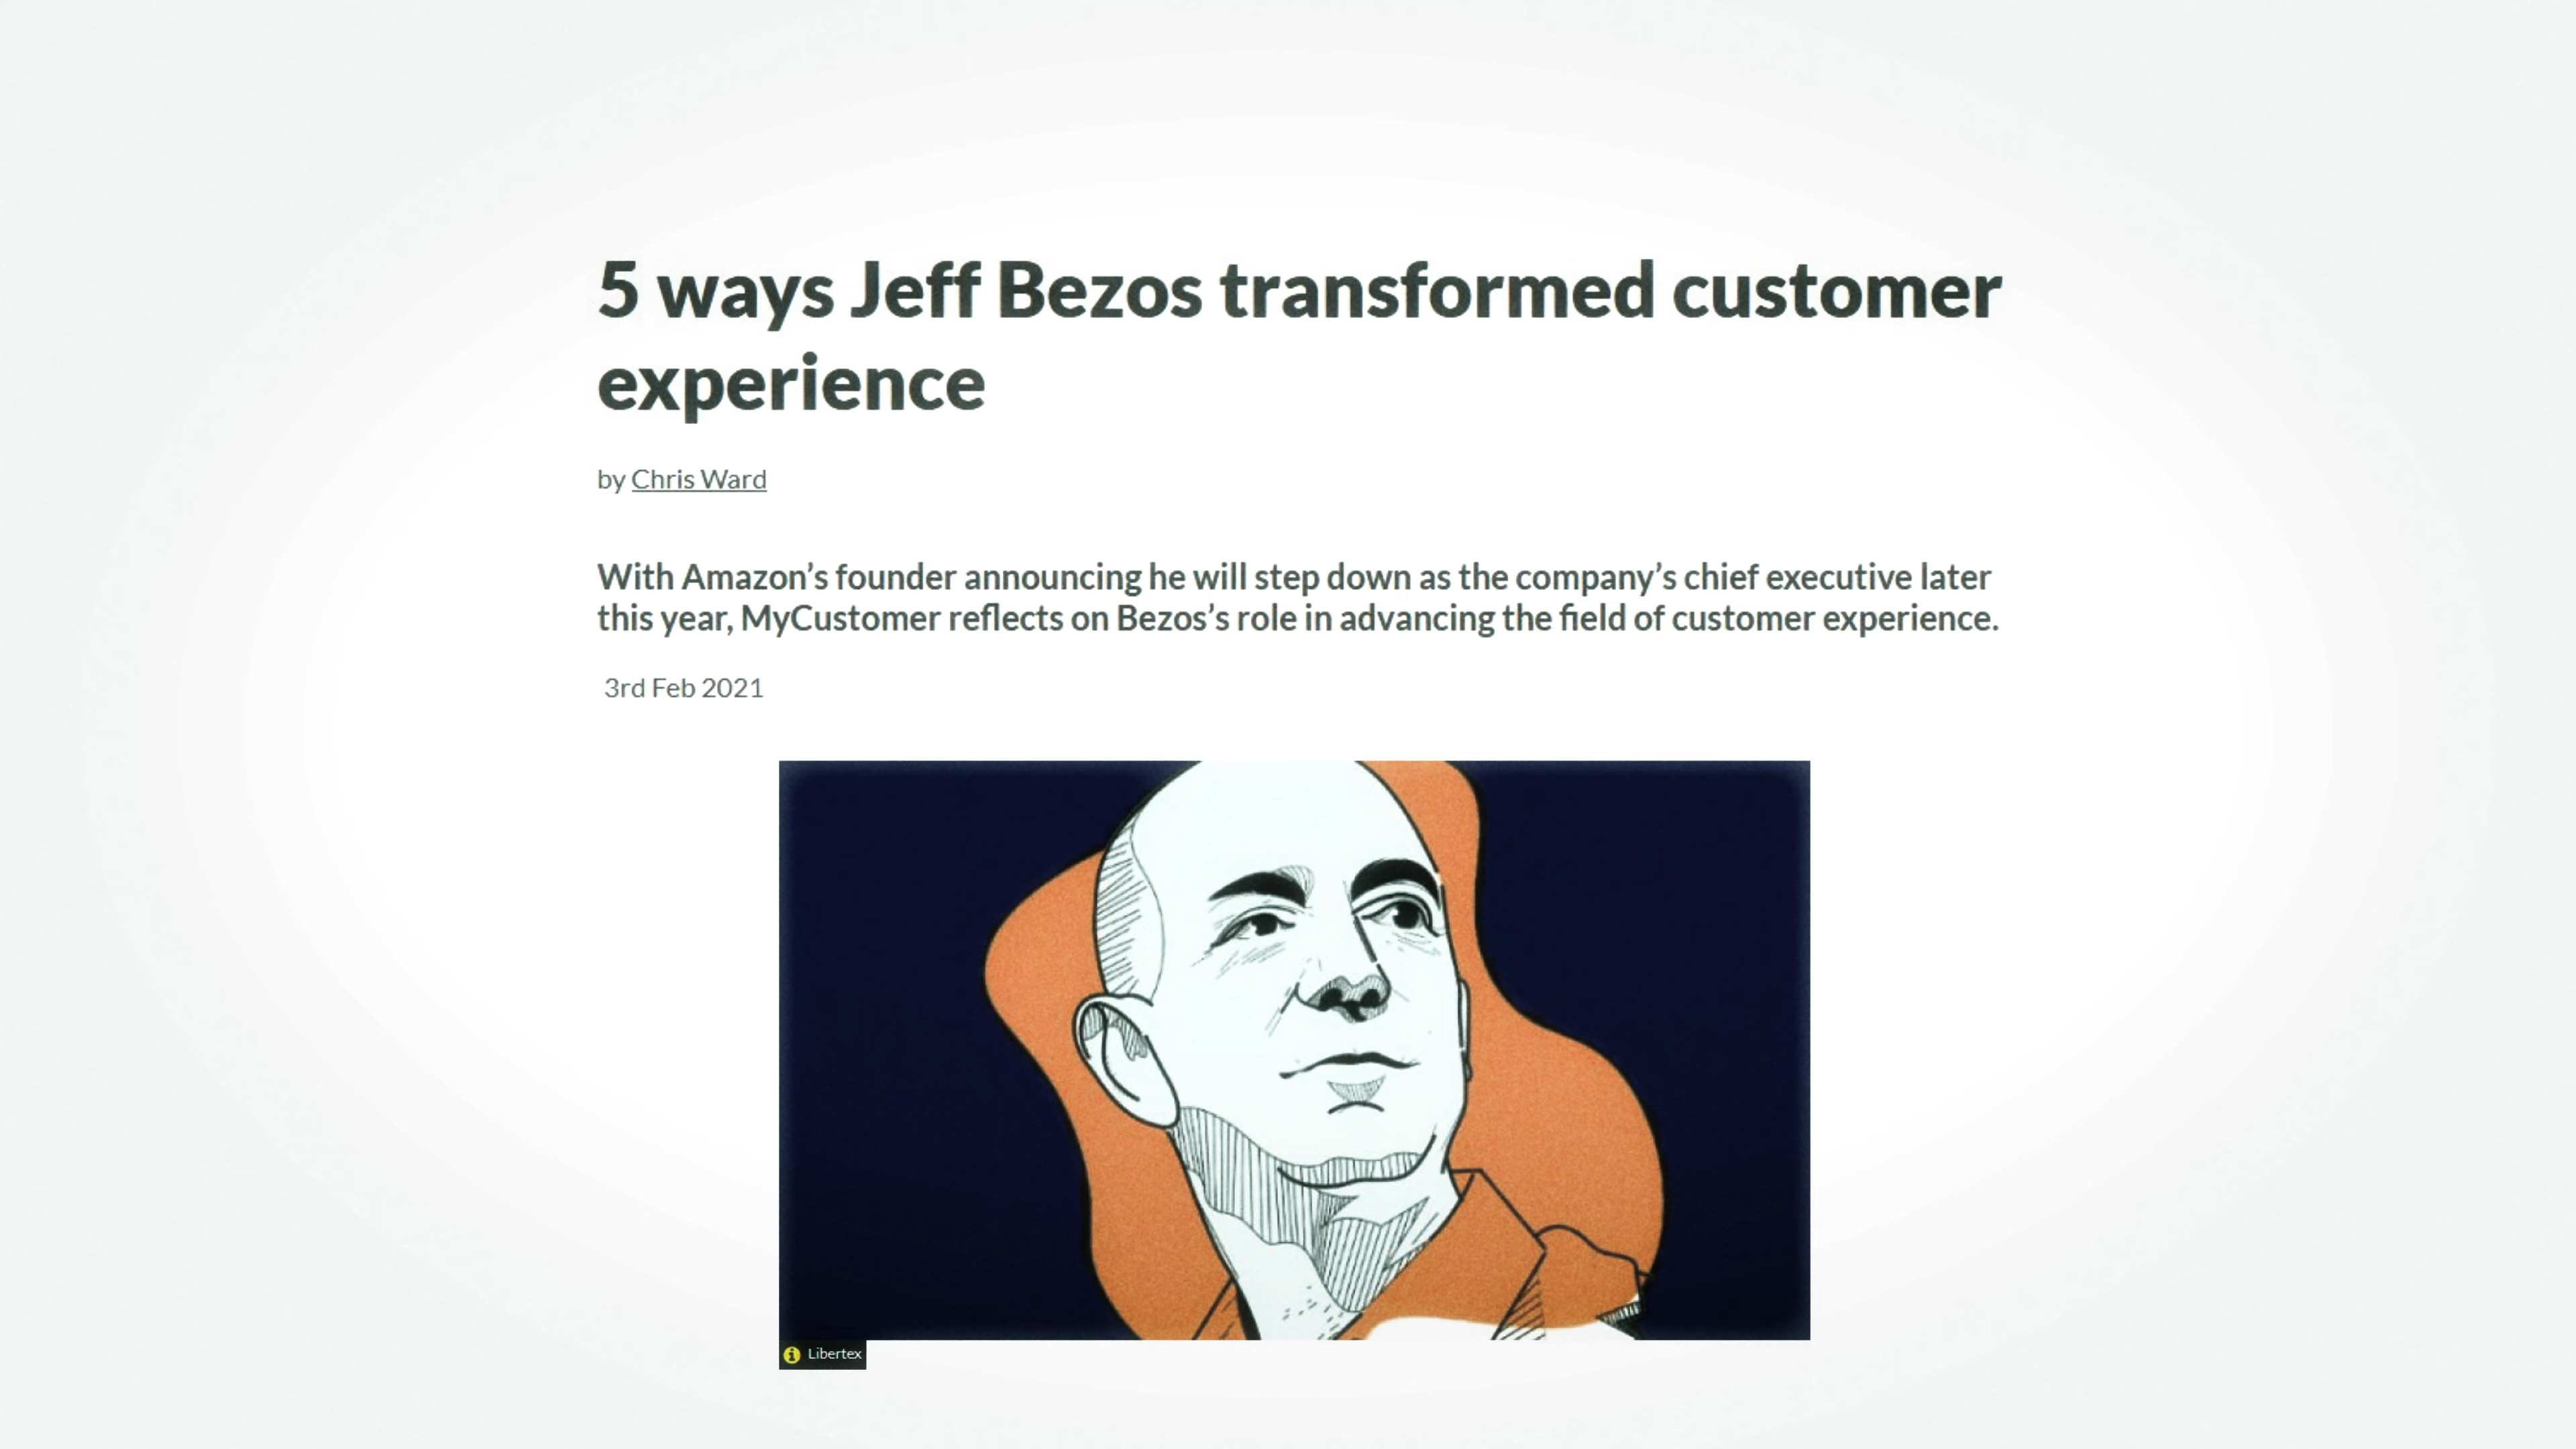 5 ways Jeff Bezos transformed customer
experience
by Chris Ward
With Amazon’s founder announcing he will step down as the company’s chief executive later
this year, MyCustomer reflects on Bezos’s role in advancing the field of customer experience.
3rd Feb 2021
Libertex